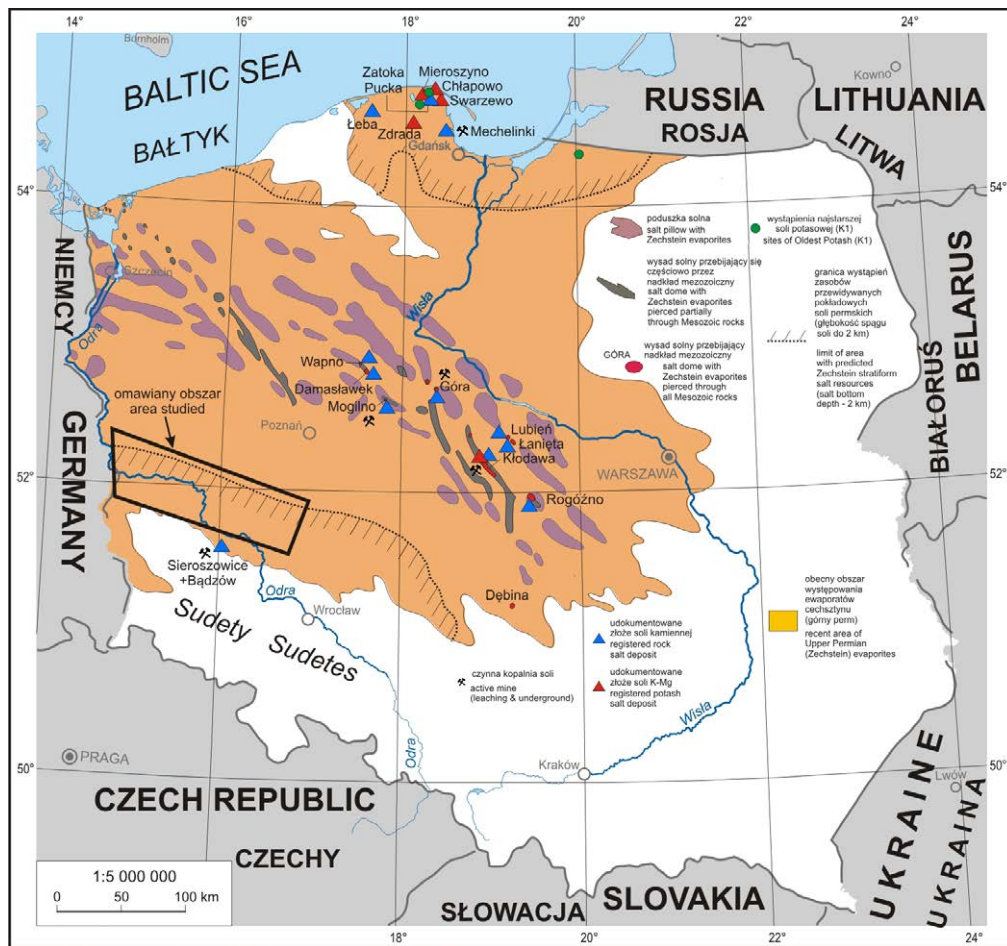 14°
16°
18°
20°
22°
24°
Bornholm
BALTIC SEA
BAŁTYK
Zatoka
Pucka
Mieroszyno
Chłapowo
Swarzewo
Łeba
Zdrada
Mechelinki
Gdańsk
RUSSIA
ROSJA
Kowno
LITHUANIA
LITWA
54°
54°
NIEMCY
GERMANY
Szczecin
Odra
Wisła
poduszka solna
salt pillow with
Zechstein evaporites
wysad solny przebijający się
częściowo przez
nadkład mezozoiczny
salt dome with
Zechstein evaporites
pierced partially
through Mesozoic rocks
GÓRA
wysad solny przebijający
nadkład mezozoiczny
salt dome with
Zechstein evaporites
pierced through
all Mesozoic rocks
wystąpienia najstarszej
soli potasowej (K1)
sites of Oldest Potash (K1)
granica wystąpień
zasobów
przewidywanych
pokładowych
soli permskich
(głębokość spągu
soli do 2 km)
limit of area
with predicted
Zechstein stratiform
salt resources
(salt bottom
depth - 2 km)
BELARUS
BIAŁORUŚ
Wapno
Damasławek
Mogilno
Góra
omawiany obszar
area studied
Poznań
Lubień
Łanięta
Kłodawa
WARSZAWA
52°
52°
Rogóźno
Sieroszowice
+Bądzów
Odra
Wrocław
Dębina
Sudety
Sudetes
czynna kopalnia soli
active mine
(leaching & underground)
udokumentowane
złoże soli kamiennej
registered rock
salt deposit
udokumentowane
złoże soli K-Mg
registered potash
salt deposit
obecny obszar
występowania
ewaporatów
cechsztynu
(górny perm)
recent area of
Upper Permian
(Zechstein) evaporites
Wisła
Odra
PRAGA
50°
50°
Kraków
Lwów
CZECH REPUBLIC
CZECHY
UKRAINE
UKRAINA
SŁOWACJA
SLOVAKIA
1:5 000 000
0
50
100 km
16°
18°
20°
22°
24°